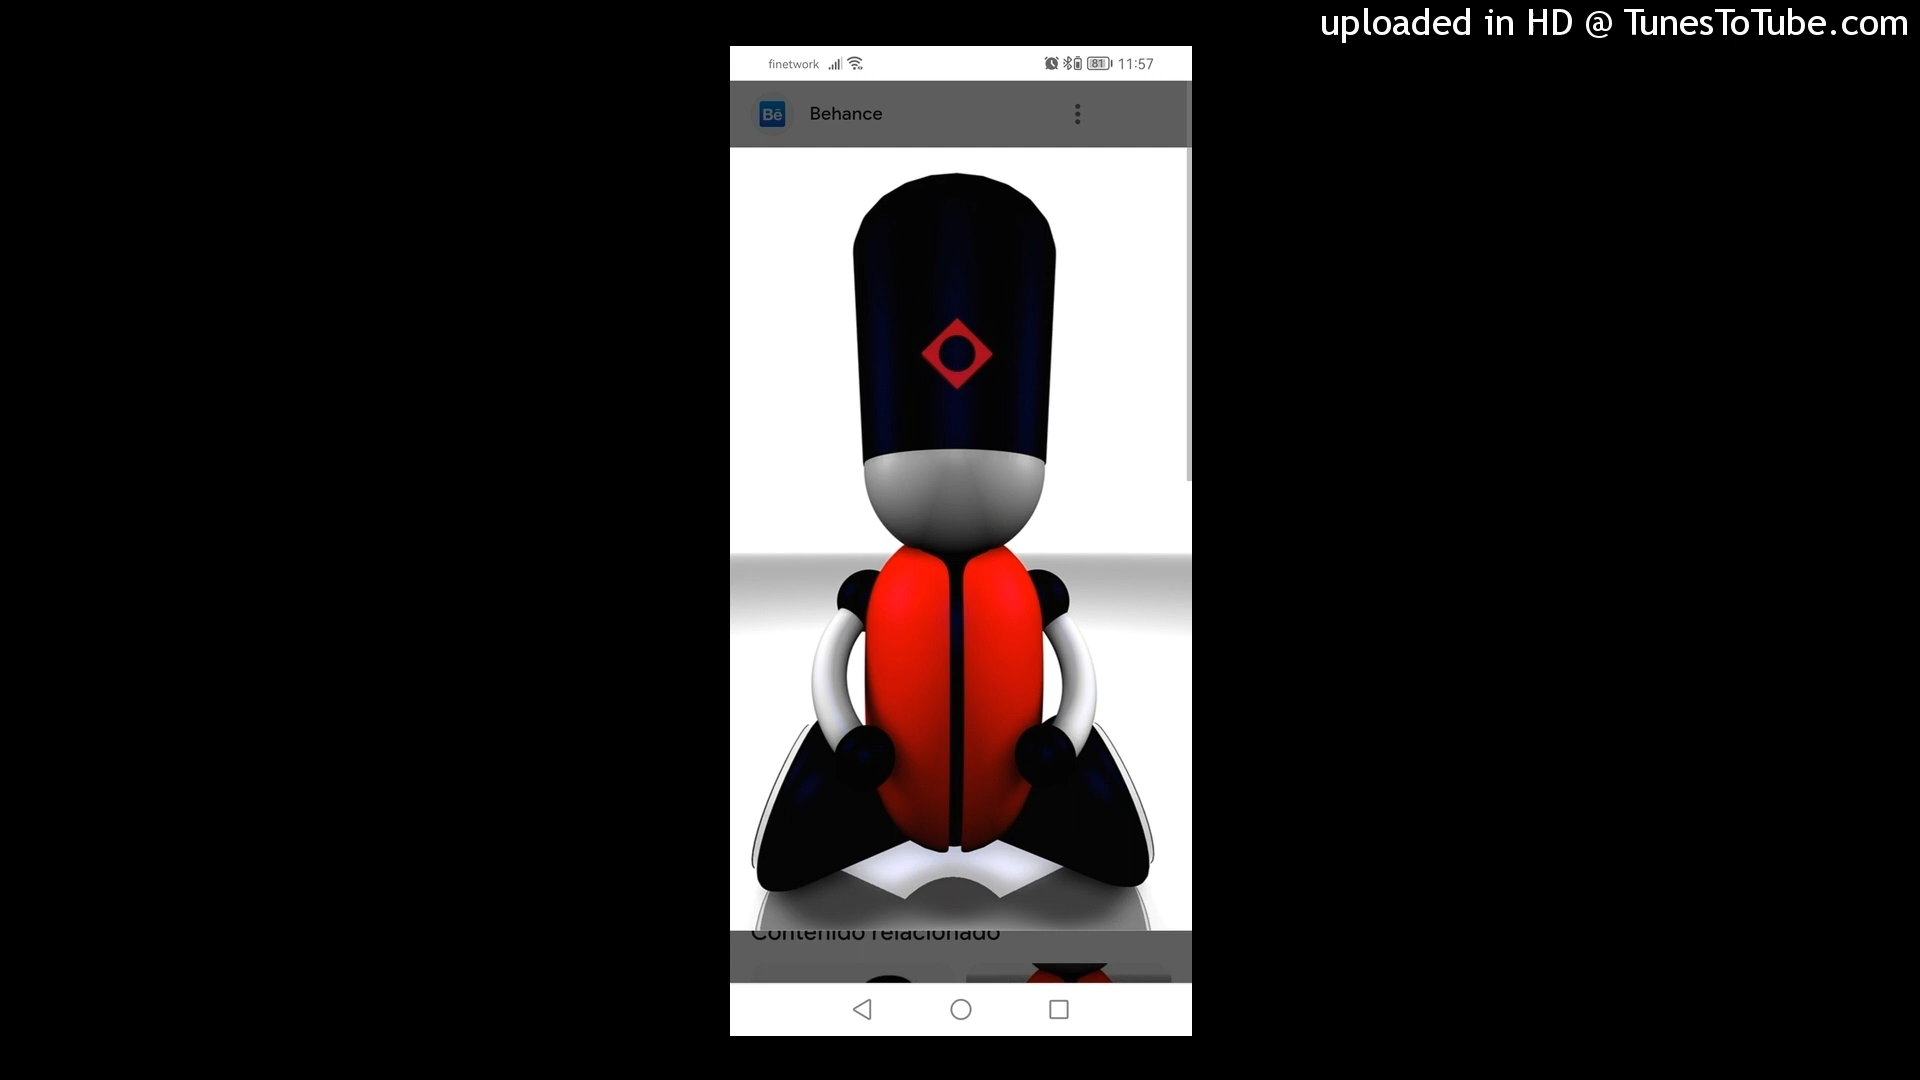 uploaded in HD @ TunesToTube.com
finetwork 81 11:57
Bē Behance
Contenido relacionado